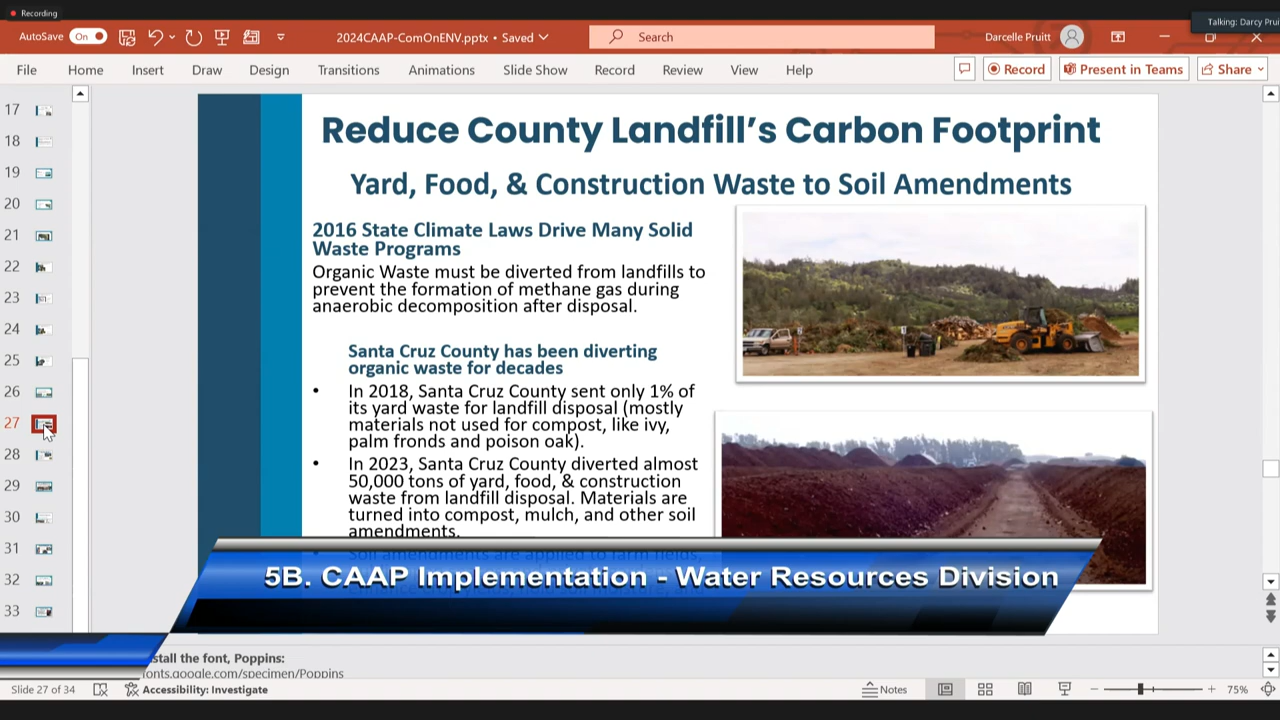 Recording
Talking: Darcy Prui
AutoSave On 2024CAAP-ComOnENV.pptx • Saved Search Darcelle Pruitt
File Home Insert Draw Design Transitions Animations Slide Show Record Review View Help Record Present in Teams Share
17
18
19
20
21
22
23
24
25
26
27
28
29
30
31
32
33
Reduce County Landfill's Carbon Footprint
Yard, Food, & Construction Waste to Soil Amendments
2016 State Climate Laws Drive Many Solid
Waste Programs
Organic Waste must be diverted from landfills to
prevent the formation of methane gas during
anaerobic decomposition after disposal.
Santa Cruz County has been diverting
organic waste for decades
• In 2018, Santa Cruz County sent only 1% of
its yard waste for landfill disposal (mostly
materials not used for compost, like ivy,
palm fronds and poison oak).
• In 2023, Santa Cruz County diverted almost
50,000 tons of yard, food, & construction
waste from landfill disposal. Materials are
turned into compost, mulch, and other soil
amendments.
• Soil amendments are applied to farm fields,
5B. CAAP Implementation - Water Resources Division
stall the font, Poppins:
fonts.google.com/specimen/Poppins
Slide 27 of 34 Accessibility: Investigate Notes 75%